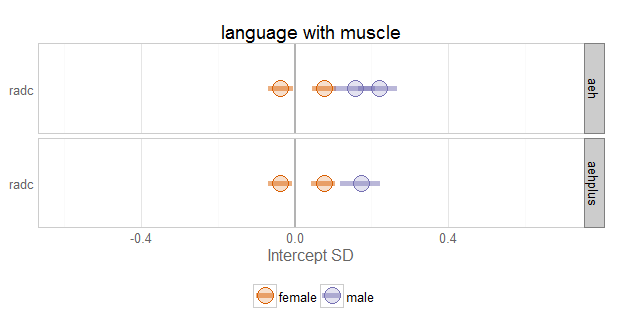 language with muscle
radc
aeh
radc
aehplus
-0.4 0.0 0.4
Intercept SD
female male